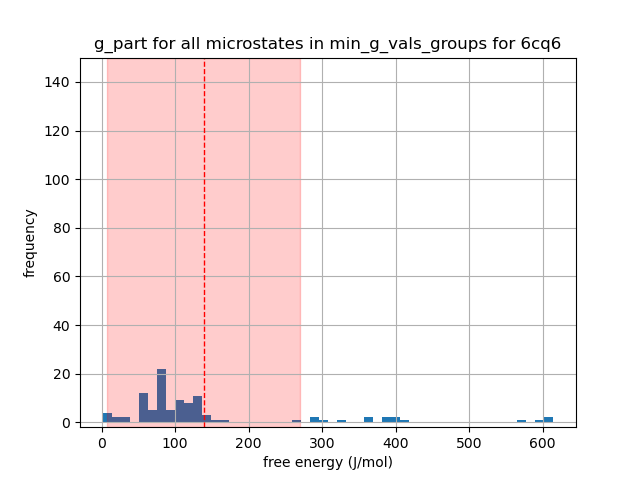 g_part for all microstates in min_g_vals_groups for 6cq6
140
120
100
80
60
40
20
0
frequency
0 100 200 300 400 500 600
free energy (J/mol)